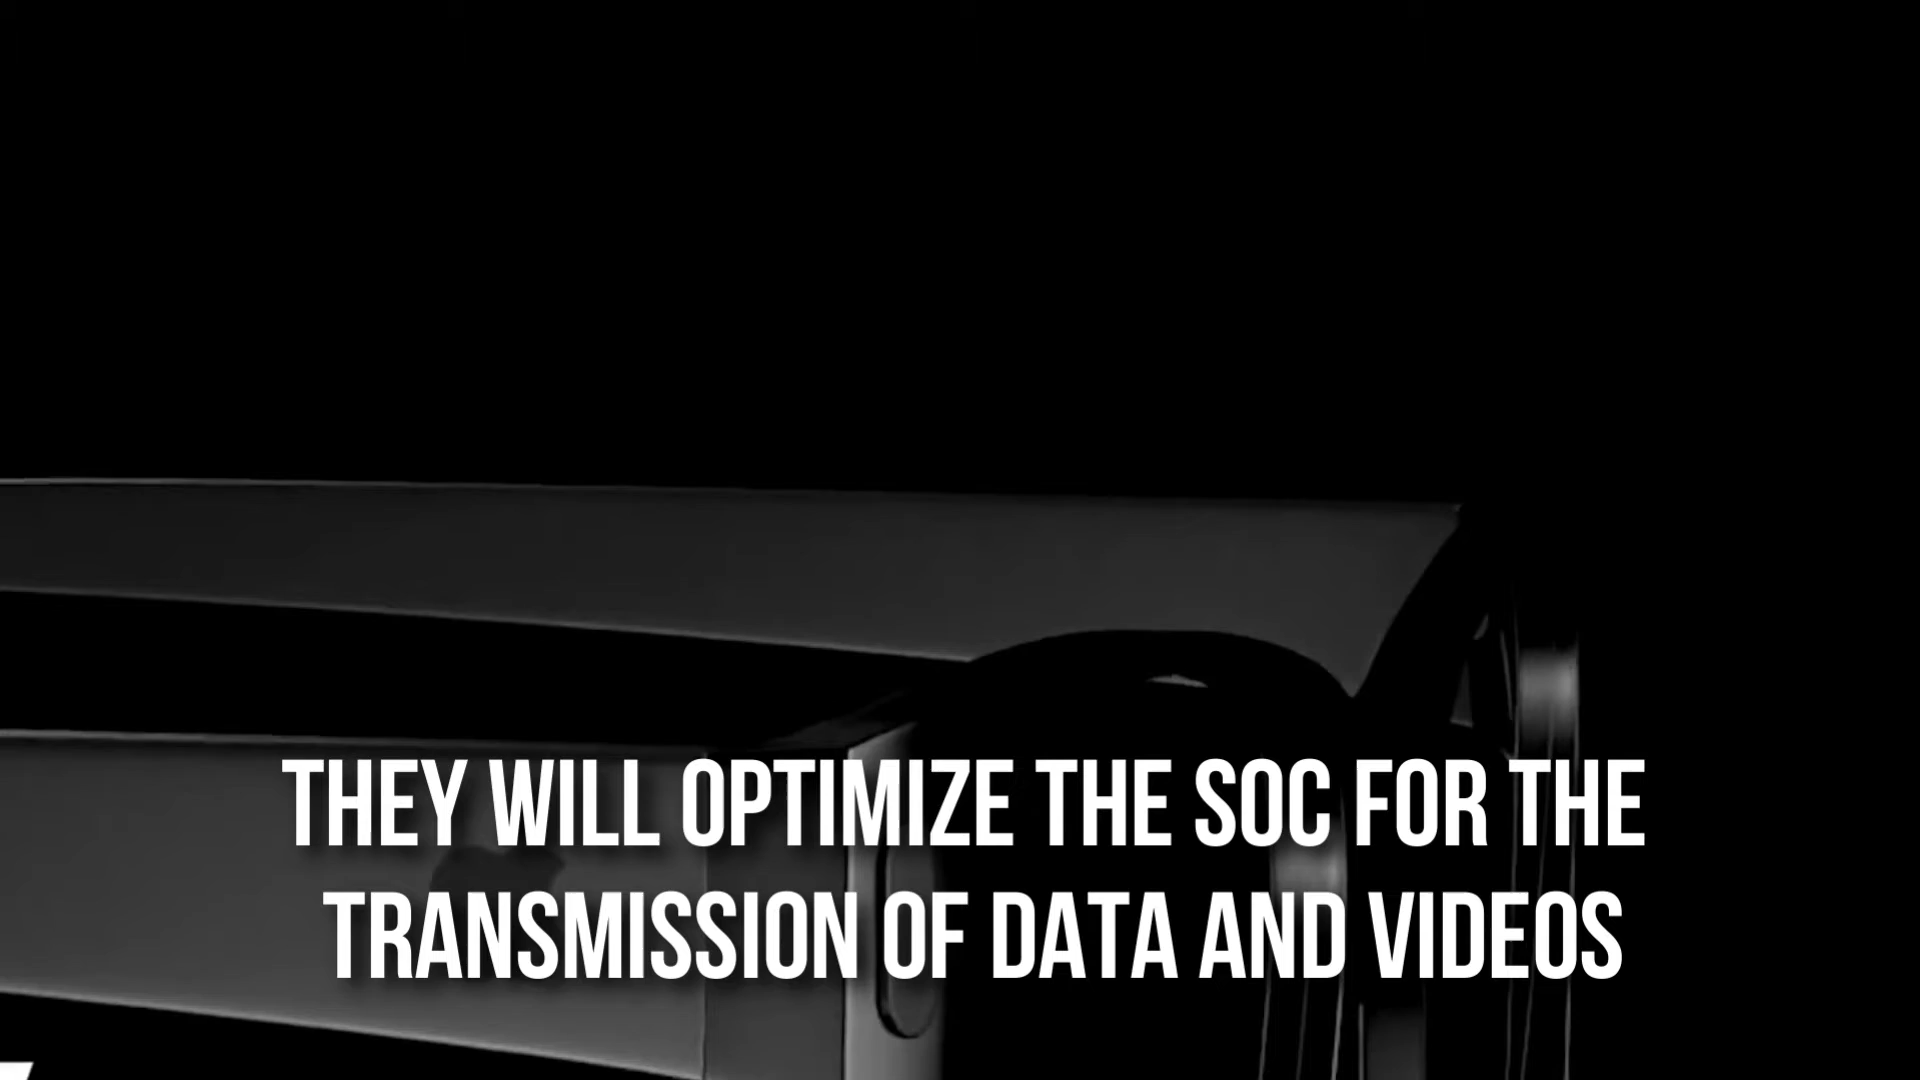 THEY WILL OPTIMIZE THE SOC FOR THE
TRANSMISSION OF DATA AND VIDEOS